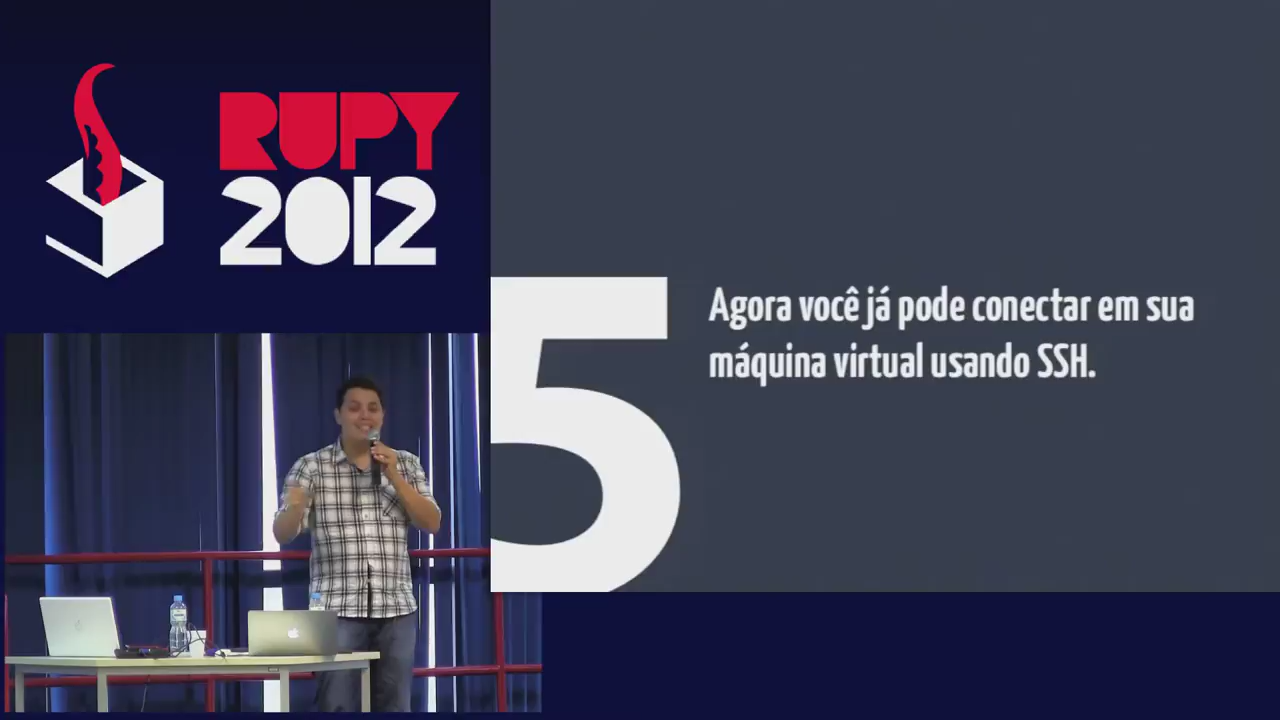 RUPY
2012
5
Agora você já pode conectar em sua
máquina virtual usando SSH.